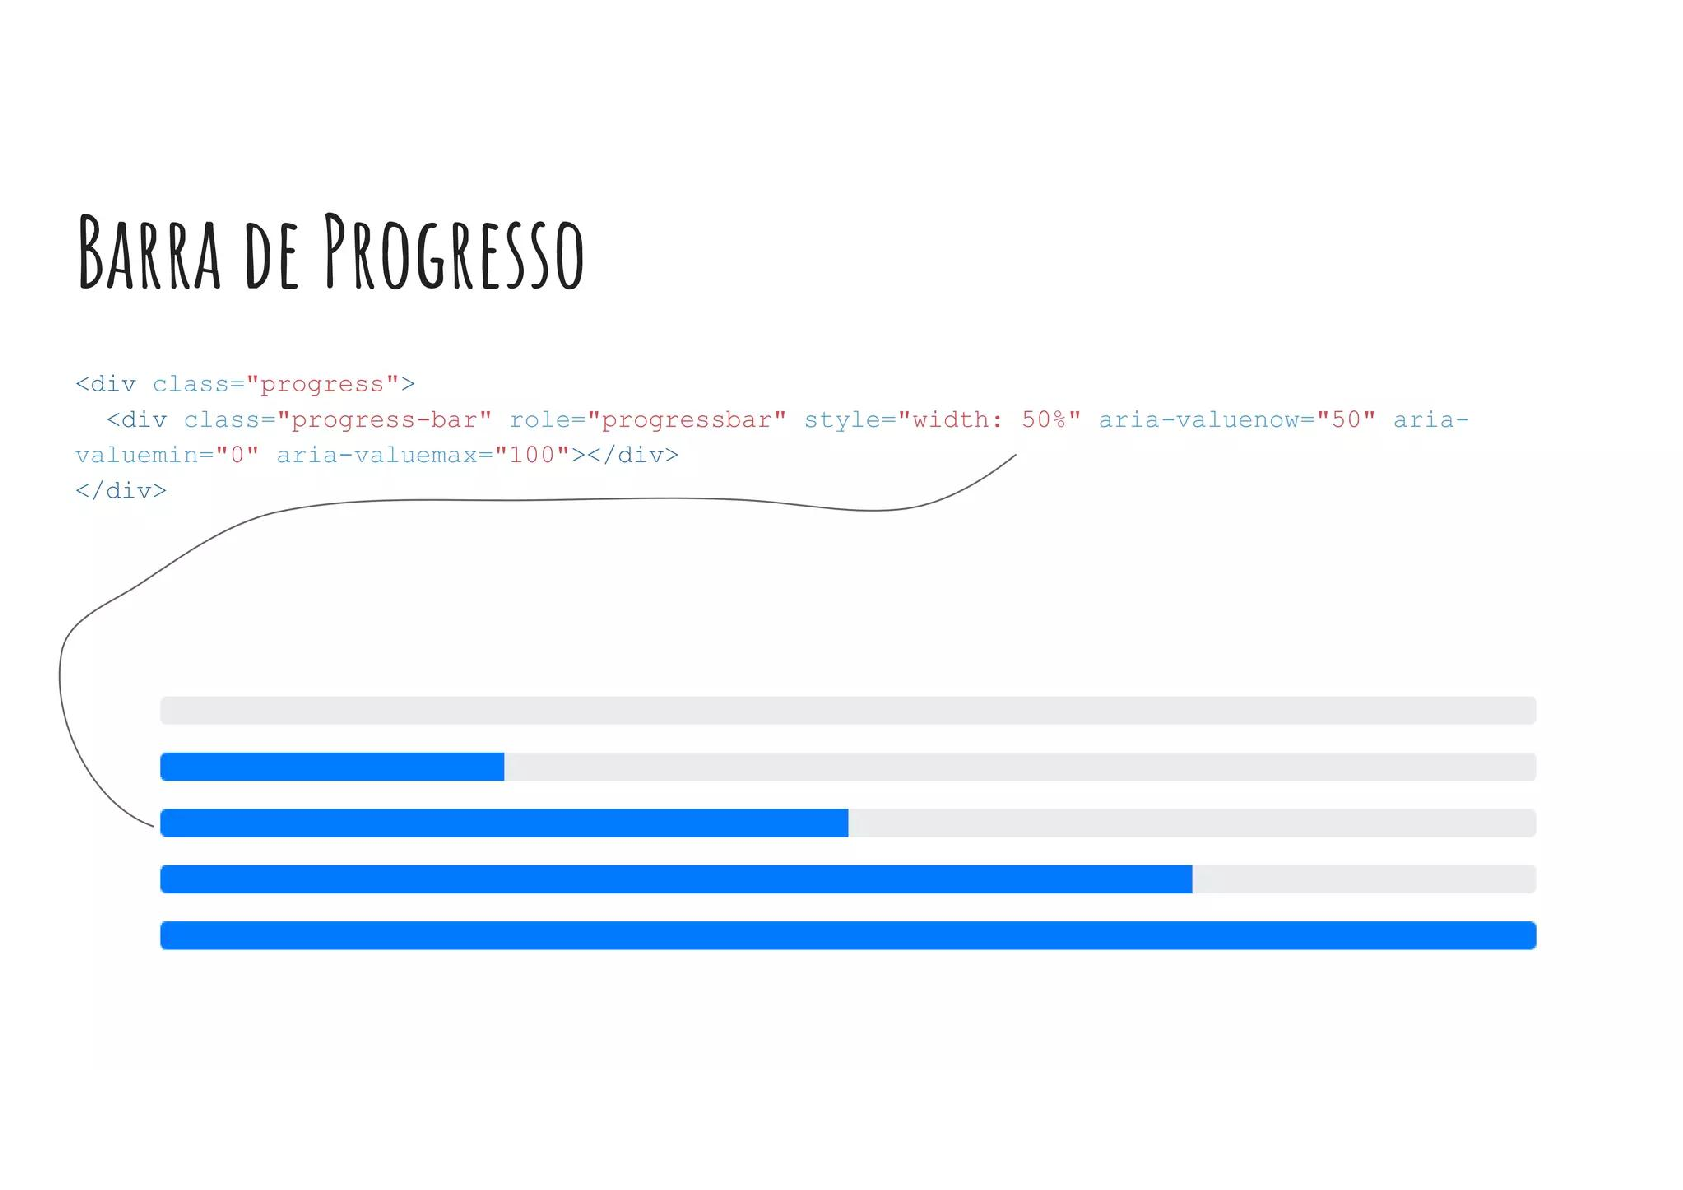 Barra de Progresso
<div class="progress">
  <div class="progress-bar" role="progressbar" style="width: 50%" aria-valuenow="50" aria-
valuemin="0" aria-valuemax="100"></div>
</div>